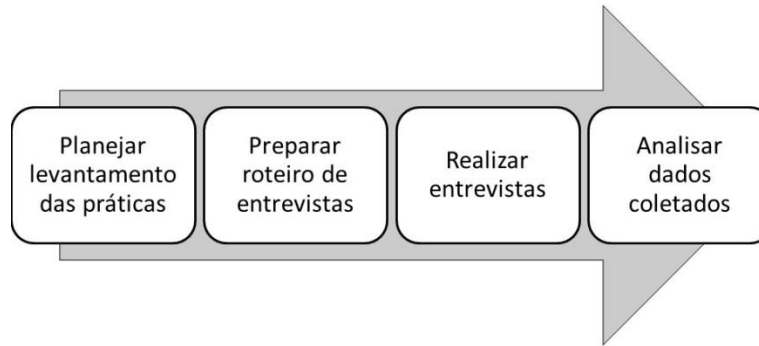 Planejar
levantamento
das práticas
Preparar
roteiro de
entrevistas
Realizar
entrevistas
Analisar
dados
coletados